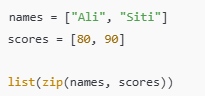 names = ["Ali", "Siti"]
scores = [80, 90]
list(zip(names, scores))